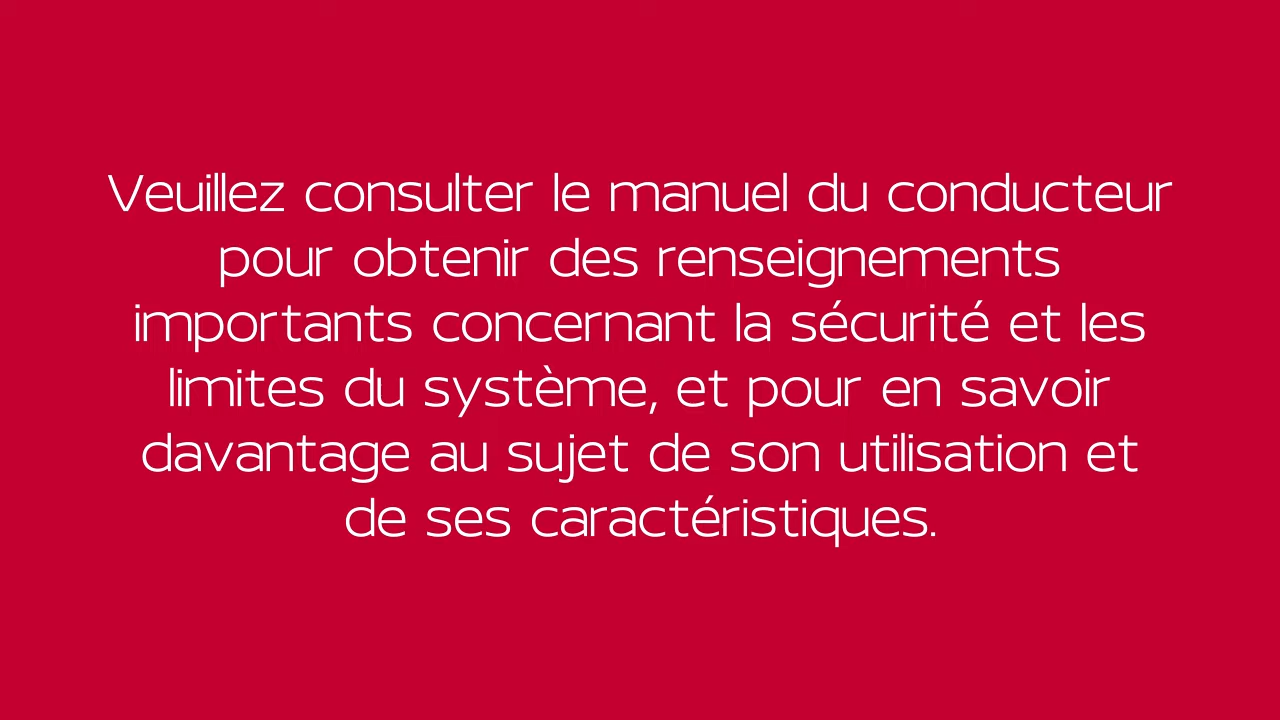 Veuillez consulter le manuel du conducteur
pour obtenir des renseignements
importants concernant la sécurité et les
limites du système, et pour en savoir
davantage au sujet de son utilisation et
de ses caractéristiques.